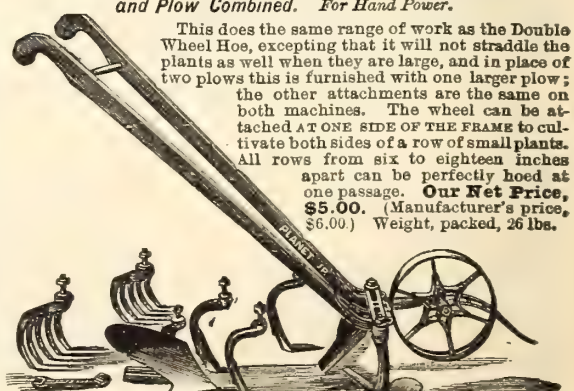 and Plow Combined. For Hand Power.
This does the same range of work as the Double
Wheel Hoe, excepting that it will not straddle the
plants as well when they are large, and in place of
two plows this is furnished with one larger plow;
the other attachments are the same on
both machines. The wheel can be at-
tached AT ONE SIDE OF THE FRAME to cul-
tivate both sides of a row of small plants.
All rows from six to eighteen inches
apart can be perfectly hoed at
one passage. Our Net Price,
$5.00. (Manufacturer's price,
$6.00.) Weight, packed, 26 lbs.
PLANET JR.